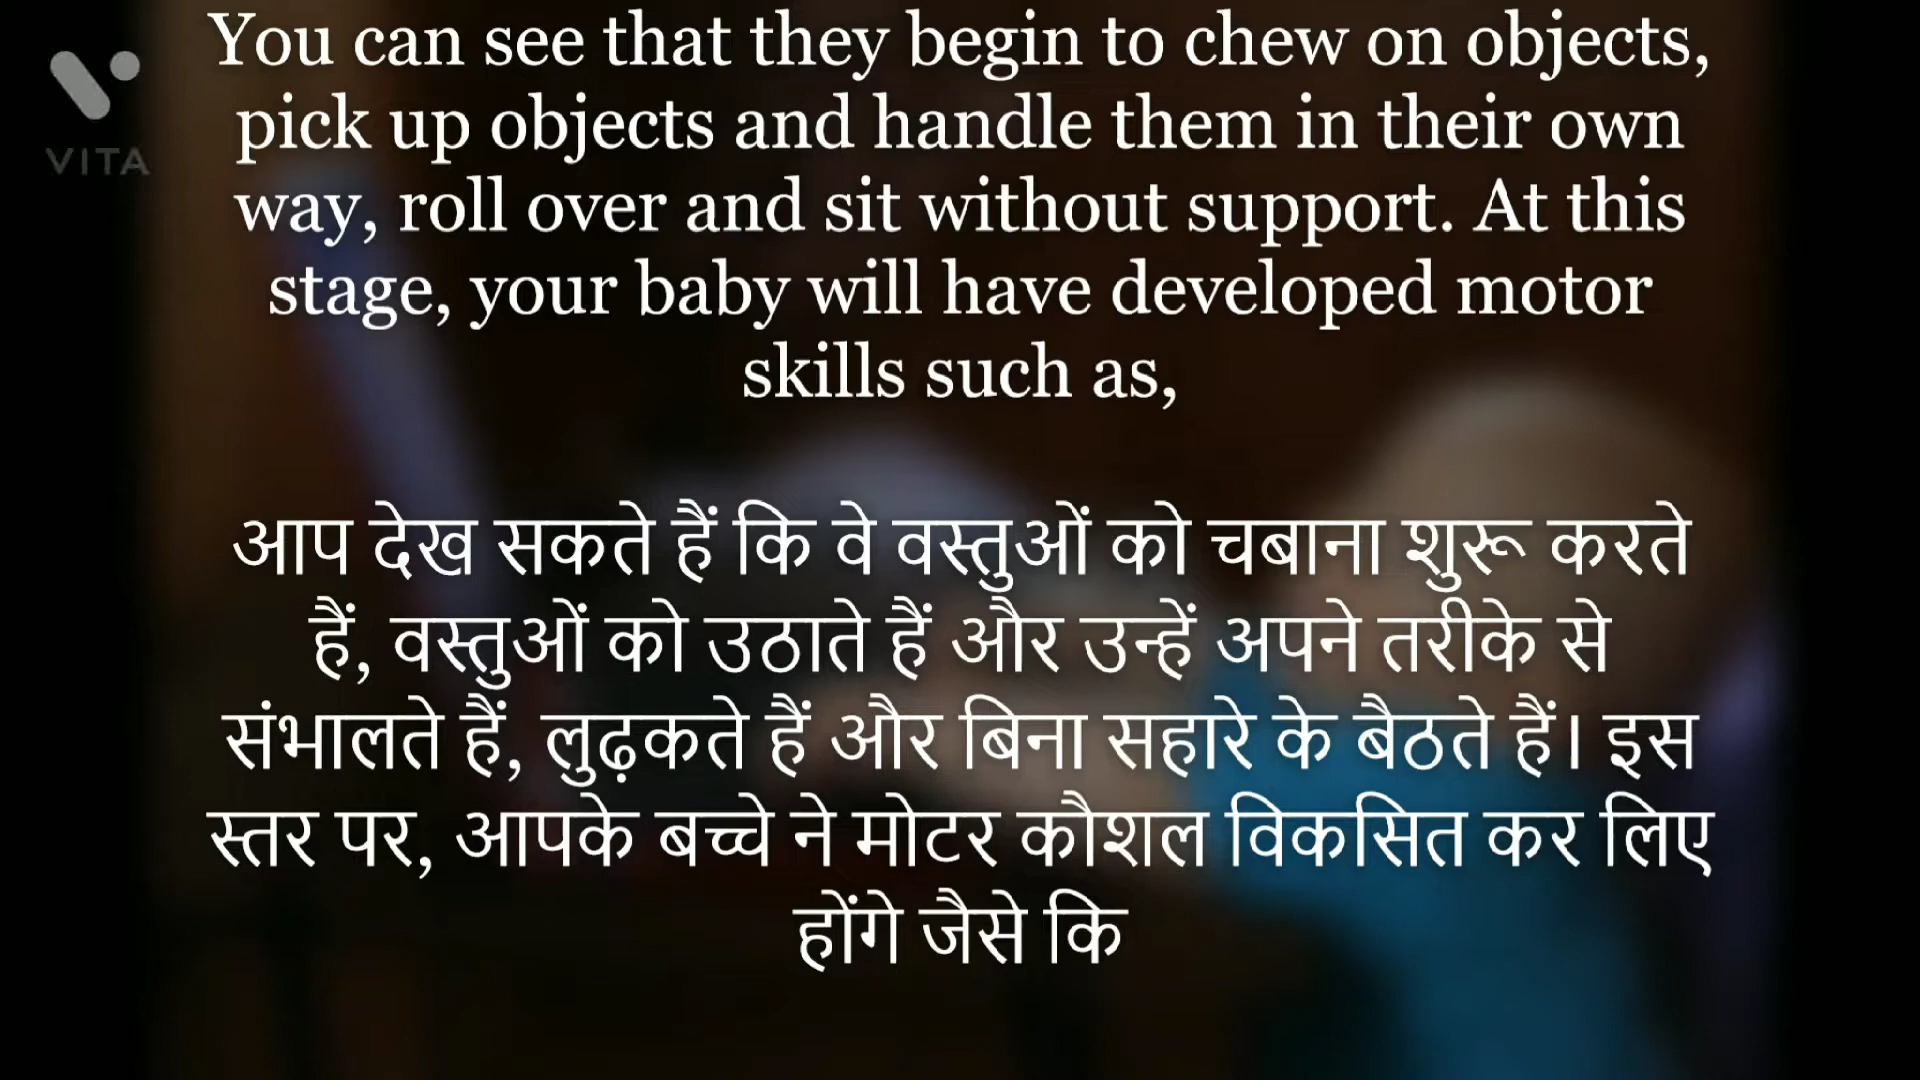 VITA
You can see that they begin to chew on objects,
pick up objects and handle them in their own
way, roll over and sit without support. At this
stage, your baby will have developed motor
skills such as,
आप देख सकते हैं कि वे वस्तुओं को चबाना शुरू करते
हैं, वस्तुओं को उठाते हैं और उन्हें अपने तरीके से
संभालते हैं, लुढ़कते हैं और बिना सहारे के बैठते हैं। इस
स्तर पर, आपके बच्चे ने मोटर कौशल विकसित कर लिए
होंगे जैसे कि